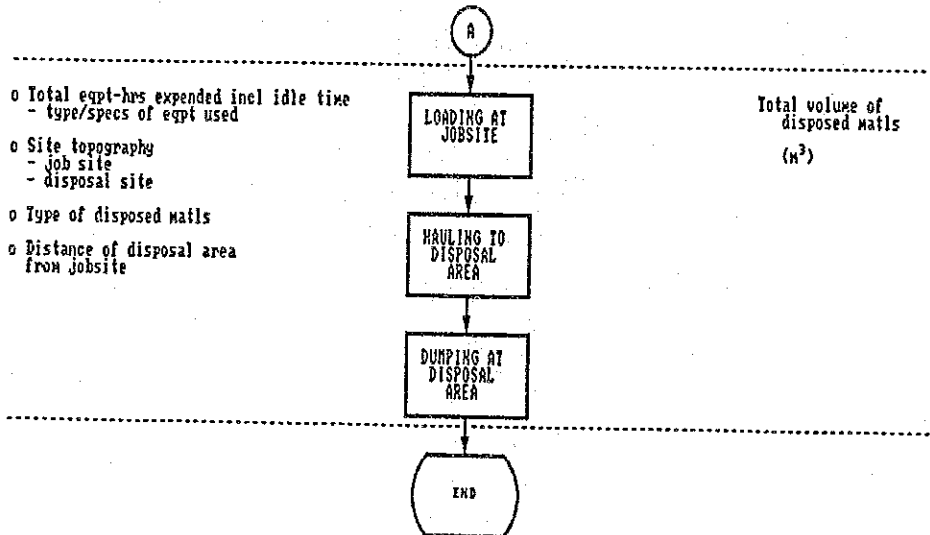 A
o Total eqpt-hrs expended incl idle time
- type/specs of eqpt used
o Site topography
- job site
- disposal site
o Type of disposed matls
o Distance of disposal area
from jobsite
LOADING AT
JOBSITE
HAULING TO
DISPOSAL
AREA
DUMPING AT
DISPOSAL
AREA
Total volume of
disposed matls
(M³)
END